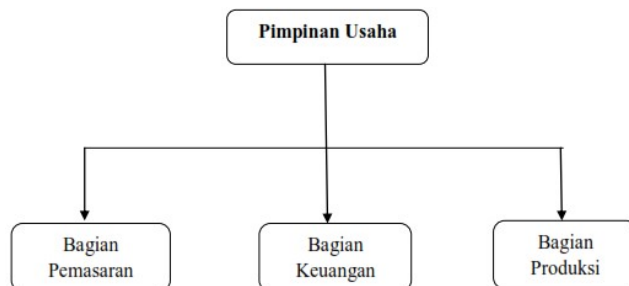 Pimpinan Usaha
Bagian
Pemasaran
Bagian
Keuangan
Bagian
Produksi